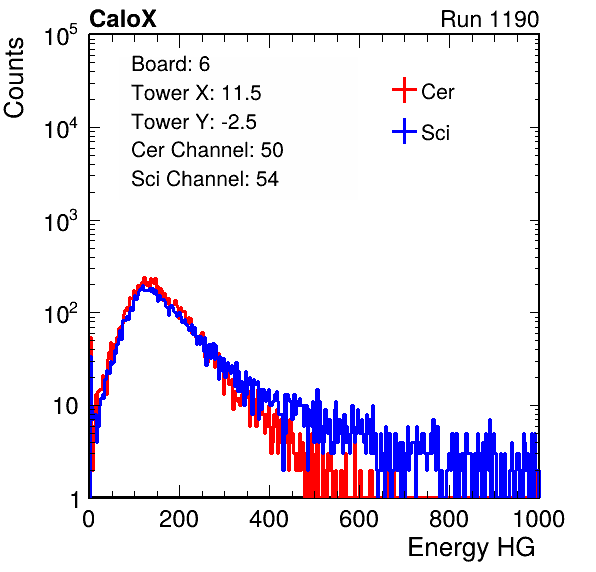 CaloX Run 1190
Counts
Board: 6
Tower X: 11.5
Tower Y: -2.5
Cer Channel: 50
Sci Channel: 54
Cer
Sci
10^5
10^4
10^3
10^2
10
1
0 200 400 600 800 1000
Energy HG